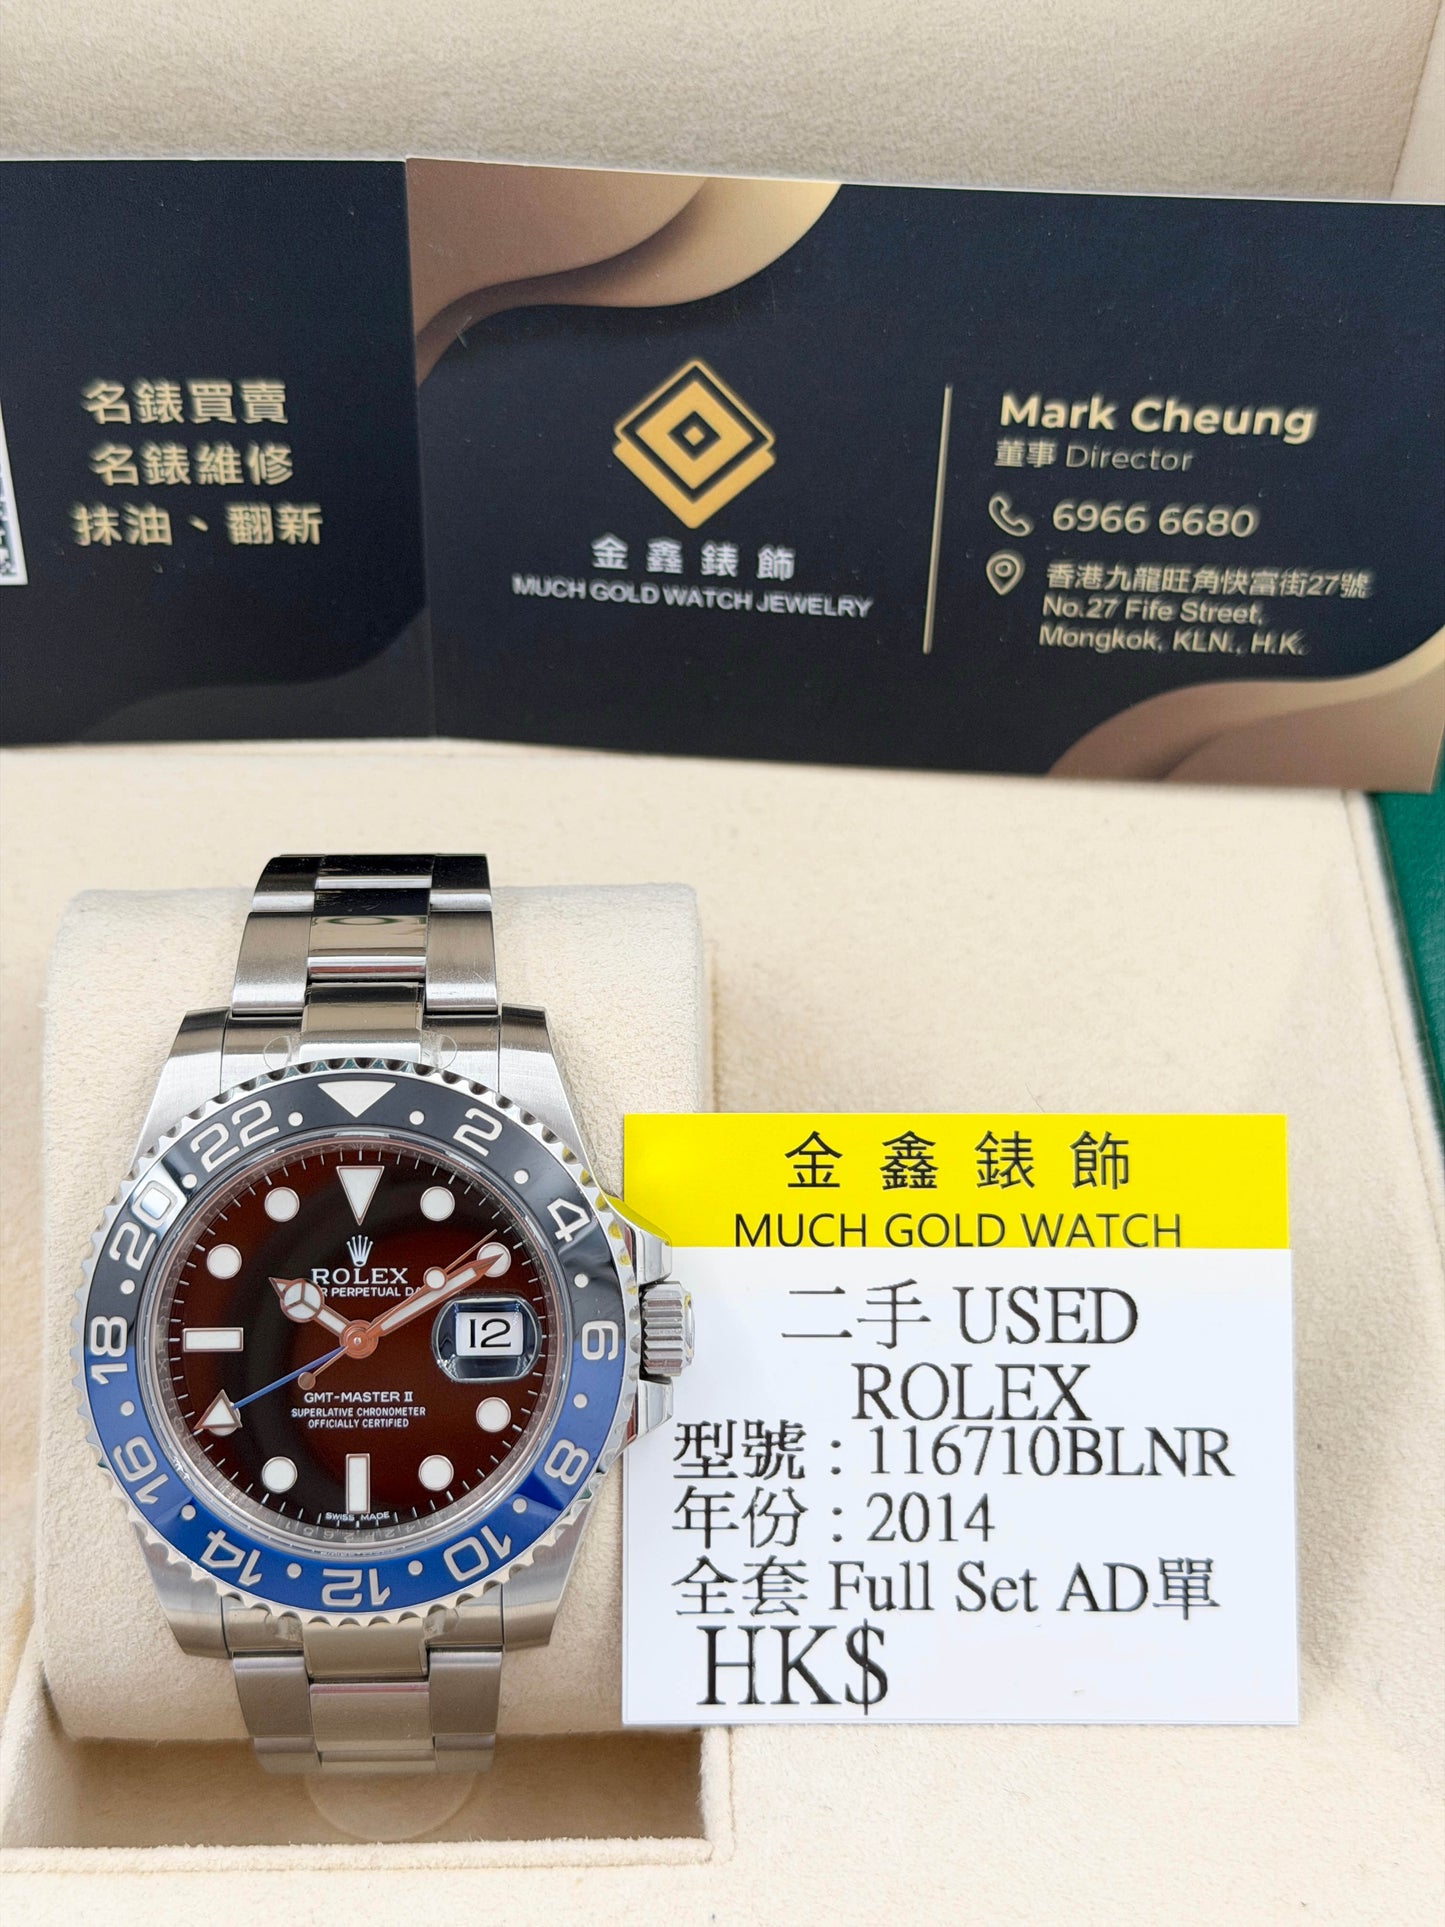 名錶買賣
名錶維修
抹油、翻新
金鑫錶飾
MUCH GOLD WATCH JEWELRY
Mark Cheung
董事 Director
6966 6680
香港九龍旺角快富街27號
No.27 Fife Street,
Mongkok, KLN., H.K.
22
2
20
4
18
6
16
8
14
12
10
ROLEX
R PERPETUAL DA
12
GMT-MASTER II
SUPERLATIVE CHRONOMETER
OFFICIALLY CERTIFIED
SWISS MADE
金鑫錶飾
MUCH GOLD WATCH
二手 USED
ROLEX
型號：116710BLNR
年份：2014
全套 Full Set AD單
HK$